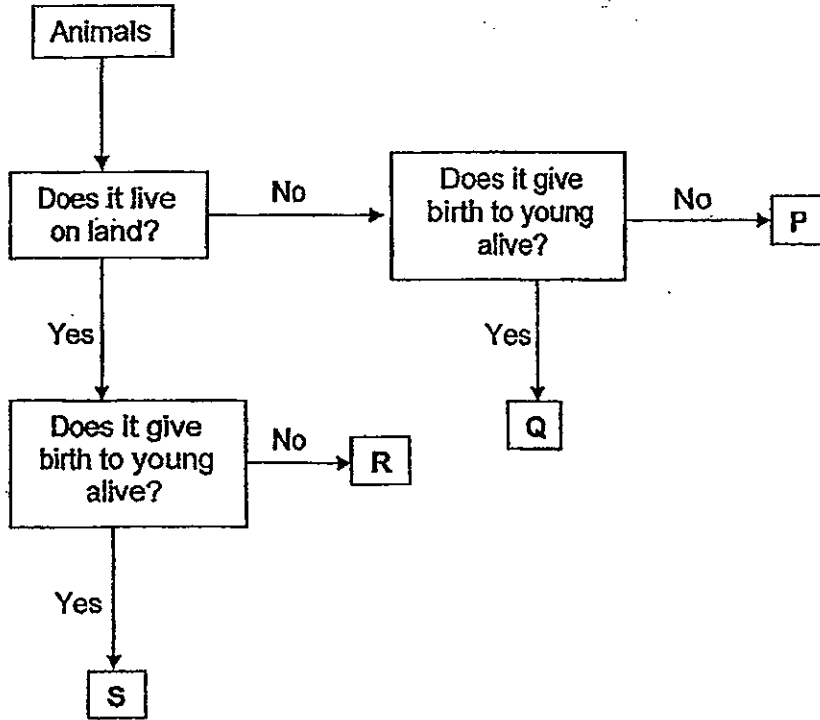 Animals
Does it live
on land?
No
Does it give
birth to young
alive?
No
P
Yes
Yes
Q
Does it give
birth to young
alive?
No
R
Yes
S